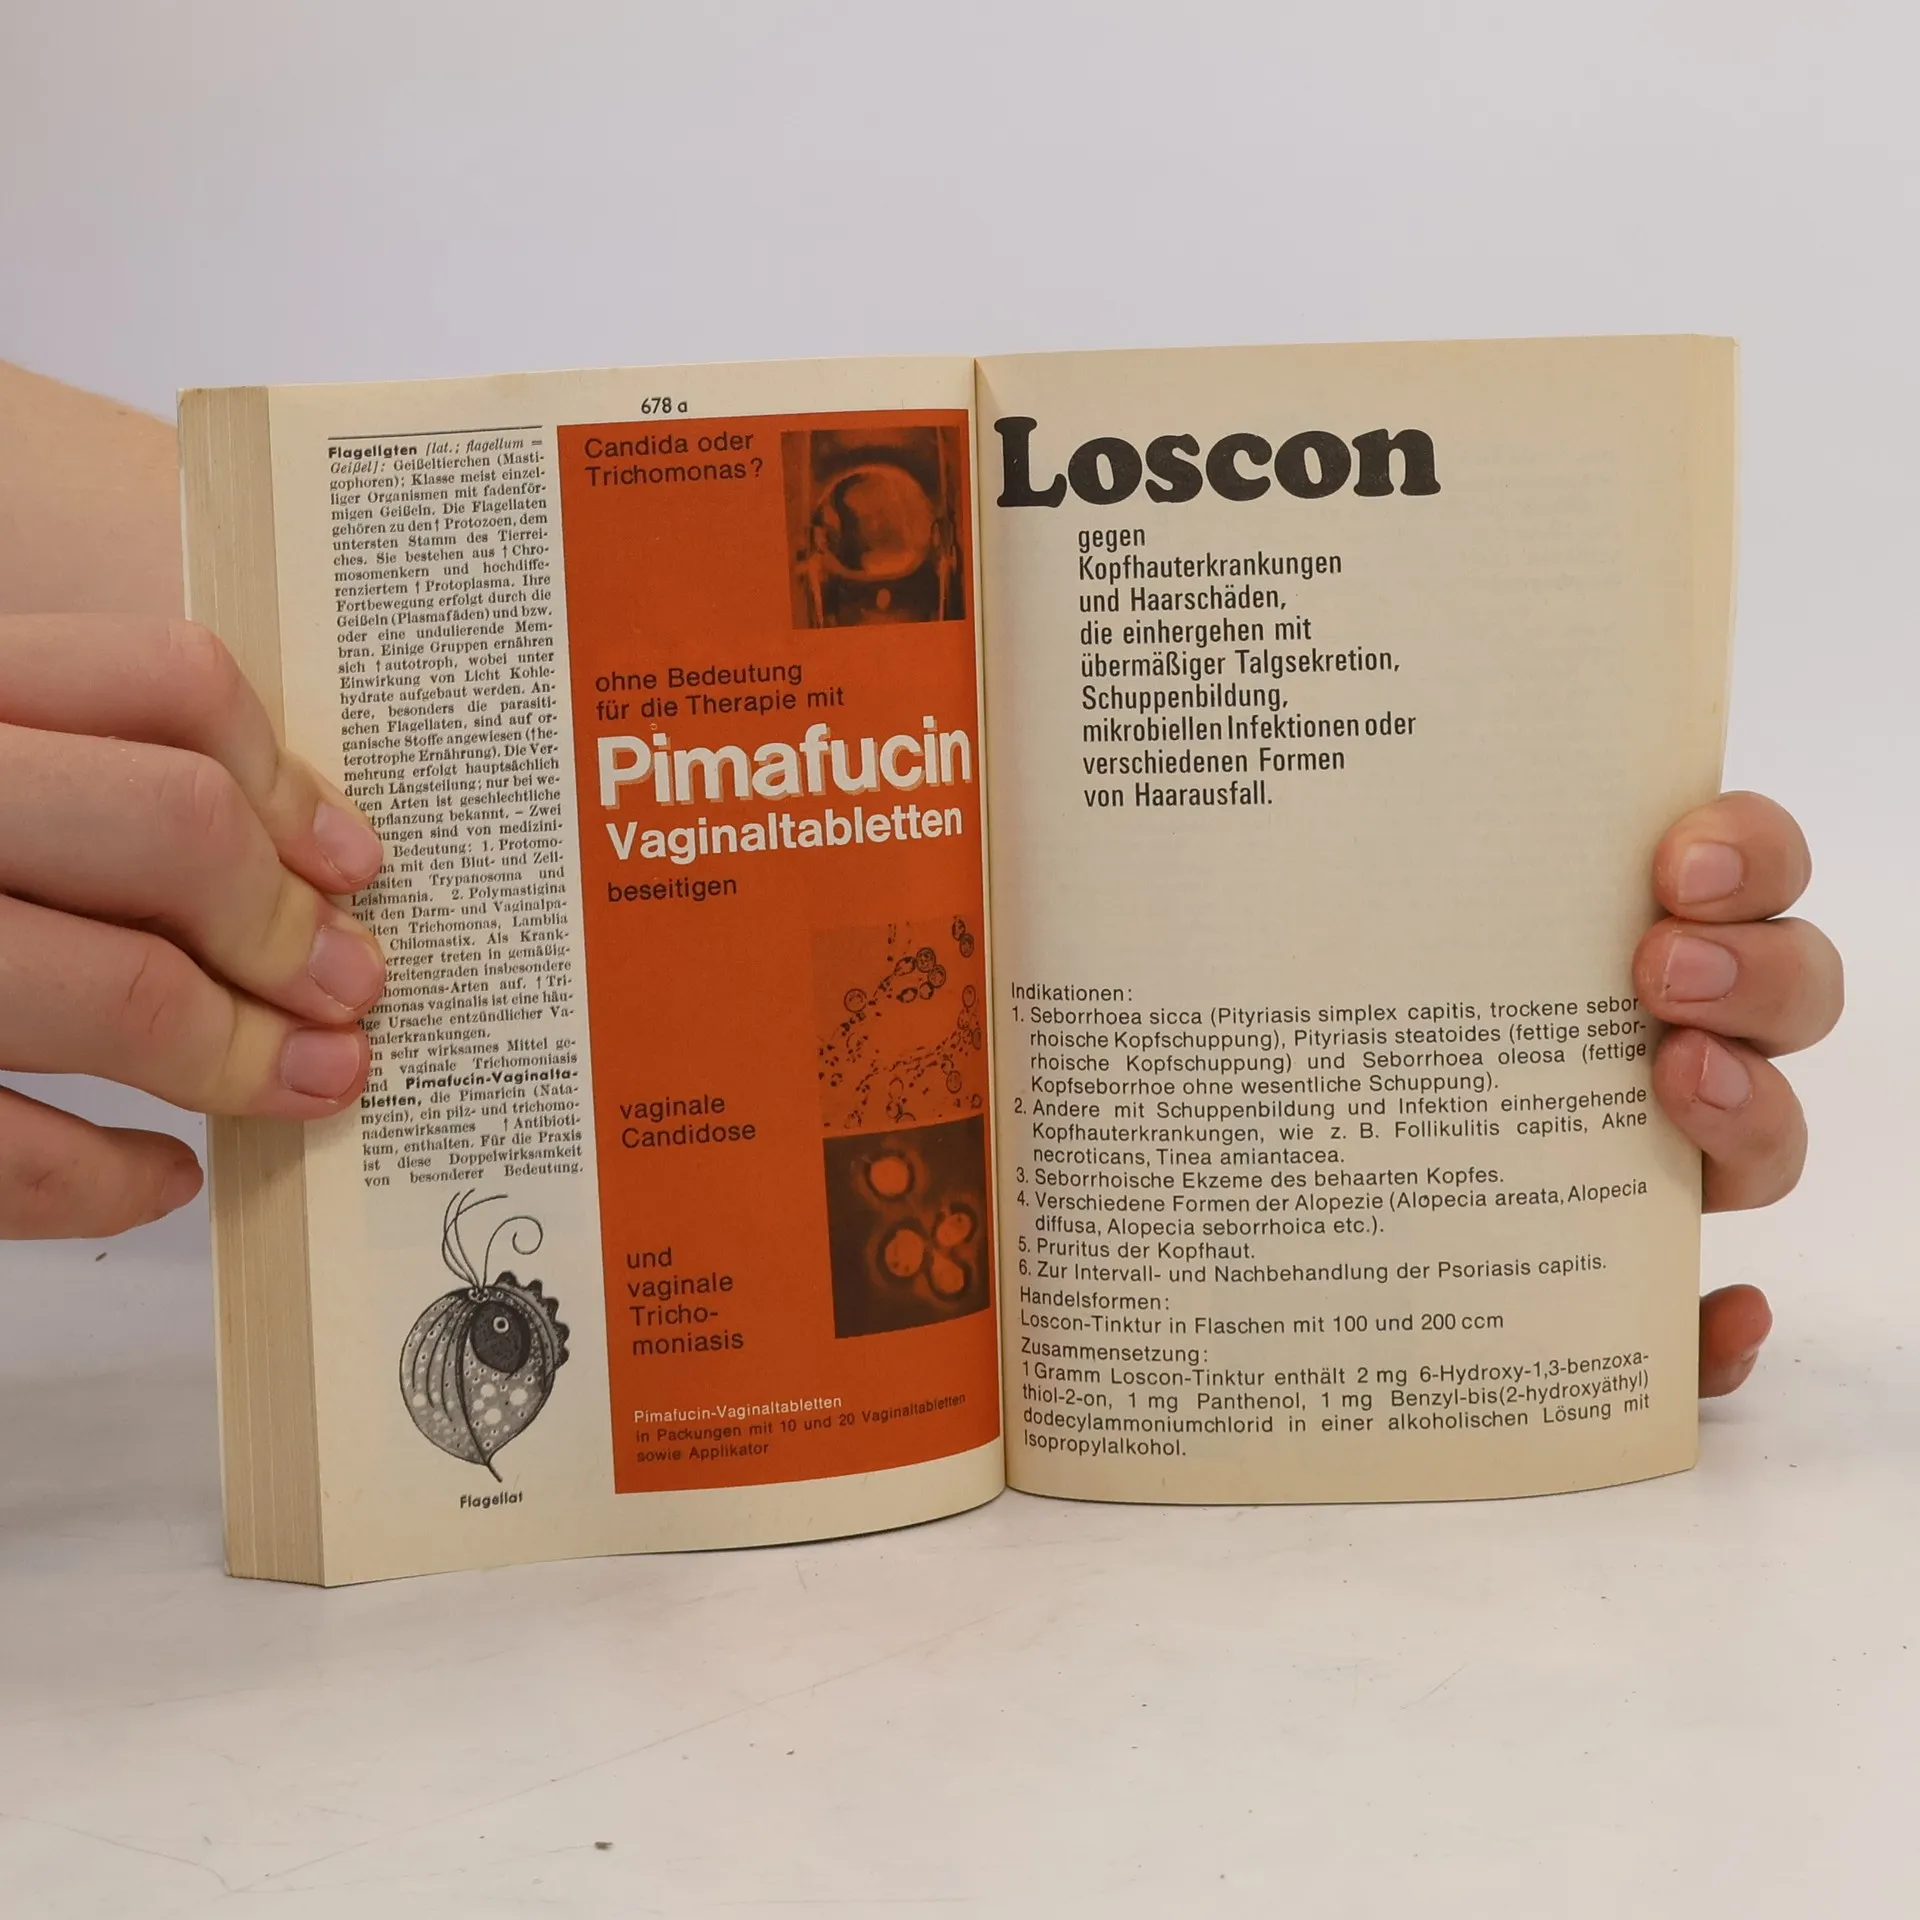 678 a
Flagellaten [lat.; flagellum =
Geißel]: Geißeltierchen (Masti-
gophoren); Klasse meist einzel-
liger Organismen mit fadenför-
migen Geißeln. Die Flagellaten
gehören zu den ↑ Protozoen, dem
untersten Stamm des Tierrei-
ches. Sie bestehen aus ↑ Chro-
mosomenkern und hochdiffe-
renziertem ↑ Protoplasma. Ihre
Fortbewegung erfolgt durch die
Geißeln (Plasmafäden) und bzw.
oder eine undulierende Mem-
bran. Einige Gruppen ernähren
sich ↑ autotroph, wobei unter
Einwirkung von Licht Kohle-
hydrate aufgebaut werden. An-
dere, besonders die parasiti-
schen Flagellaten, sind auf or-
ganische Stoffe angewiesen (↑he-
terotrophe Ernährung). Die Ver-
mehrung erfolgt hauptsächlich
durch Längsteilung; nur bei we-
Arten ist geschlechtliche
tpflanzung bekannt. – Zwei
ungen sind von medizini-
Bedeutung: 1. Protomo-
na mit den Blut- und Zell-
asiten Trypanosoma und
Leishmania. 2. Polymastigina
mit den Darm- und Vaginalpa-
iten Trichomonas, Lamblia
Chilomastix. Als Krank-
erreger treten in gemäßig-
Breitengraden insbesondere
homonas-Arten auf. ↑ Tri-
omonas vaginalis ist eine häu-
ige Ursache entzündlicher Va-
nalerkrankungen.
in sehr wirksames Mittel ge-
en vaginale Trichomoniasis
ind Pimafucin-Vaginalta-
bletten, die Pimaricin (Nata-
mycin), ein pilz- und trichomo-
nadenwirksames ↑ Antibioti-
kum, enthalten. Für die Praxis
ist diese Doppelwirksamkeit
von besonderer Bedeutung.
Flagellat
Candida oder
Trichomonas?
ohne Bedeutung
für die Therapie mit
Pimafucin
Vaginaltabletten
beseitigen
vaginale
Candidose
und
vaginale
Tricho-
moniasis
Pimafucin-Vaginaltabletten
in Packungen mit 10 und 20 Vaginaltabletten
sowie Applikator
Loscon
gegen
Kopfhauterkrankungen
und Haarschäden,
die einhergehen mit
übermäßiger Talgsekretion,
Schuppenbildung,
mikrobiellen Infektionen oder
verschiedenen Formen
von Haarausfall.
Indikationen:
1. Seborrhoea sicca (Pityriasis simplex capitis, trockene sebor
rhoische Kopfschuppung), Pityriasis steatoides (fettige sebor-
rhoische Kopfschuppung) und Seborrhoea oleosa (fettige
Kopfseborrhoe ohne wesentliche Schuppung).
2. Andere mit Schuppenbildung und Infektion einhergehende
Kopfhauterkrankungen, wie z. B. Follikulitis capitis, Akne
necroticans, Tinea amiantacea.
3. Seborrhoische Ekzeme des behaarten Kopfes.
4. Verschiedene Formen der Alopezie (Alopecia areata, Alopecia
diffusa, Alopecia seborrhoica etc.).
5. Pruritus der Kopfhaut.
6. Zur Intervall- und Nachbehandlung der Psoriasis capitis.
Handelsformen:
Loscon-Tinktur in Flaschen mit 100 und 200 ccm
Zusammensetzung:
1 Gramm Loscon-Tinktur enthält 2 mg 6-Hydroxy-1,3-benzoxa-
thiol-2-on, 1 mg Panthenol, 1 mg Benzyl-bis(2-hydroxyäthyl)
dodecylammoniumchlorid in einer alkoholischen Lösung mit
Isopropylalkohol.